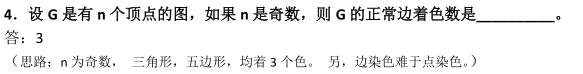 4. 设 G 是有 n 个顶点的图，如果 n 是奇数，则 G 的正常边着色数是__________。
答：3
（思路：n 为奇数， 三角形，五边形，均着 3 个色。 另，边染色难于点染色。）